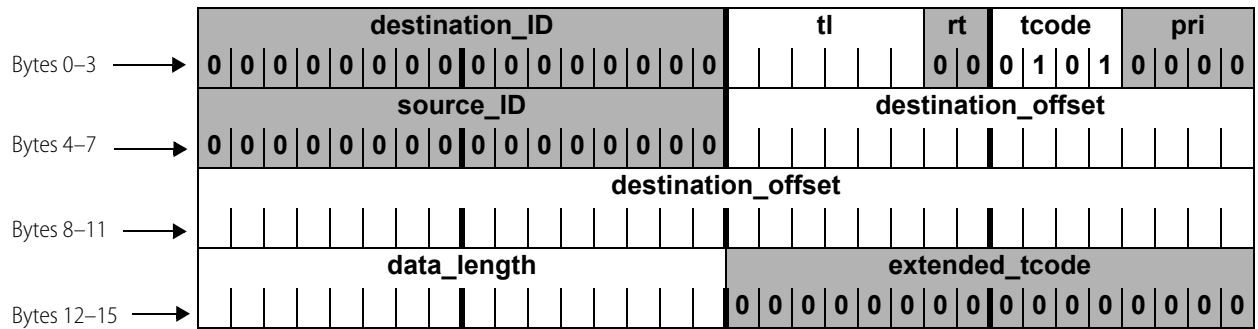 destination_ID tl rt tcode pri
Bytes 0–3 0 0 0 0 0 0 0 0 0 0 0 0 0 0 0 0 0 0 0 1 0 1 0 0 0 0
source_ID destination_offset
Bytes 4–7 0 0 0 0 0 0 0 0 0 0 0 0 0 0 0 0
destination_offset
Bytes 8–11
data_length extended_tcode
Bytes 12–15 0 0 0 0 0 0 0 0 0 0 0 0 0 0 0 0